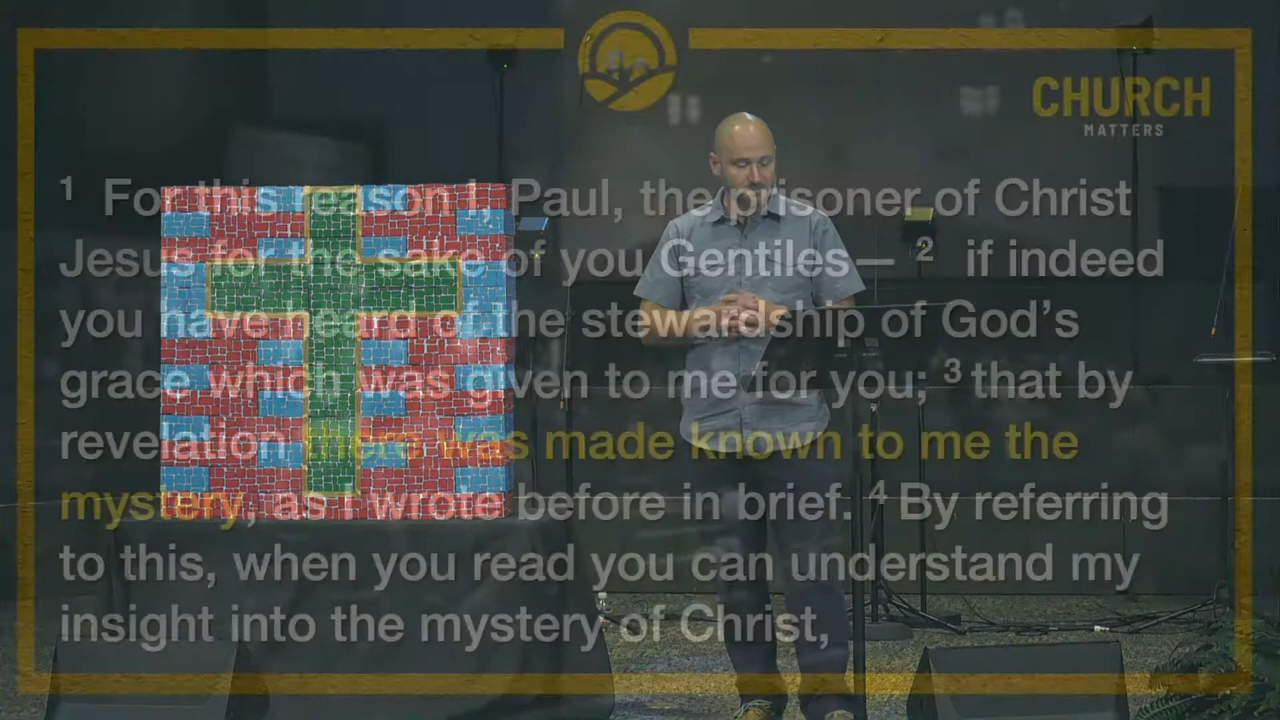 CHURCH
MATTERS
1 For this reason I, Paul, the prisoner of Christ
Jesus for the sake of you Gentiles— 2 if indeed
you have heard of the stewardship of God's
grace which was given to me for you; 3 that by
revelation there was made known to me the
mystery, as I wrote before in brief. 4 By referring
to this, when you read you can understand my
insight into the mystery of Christ,